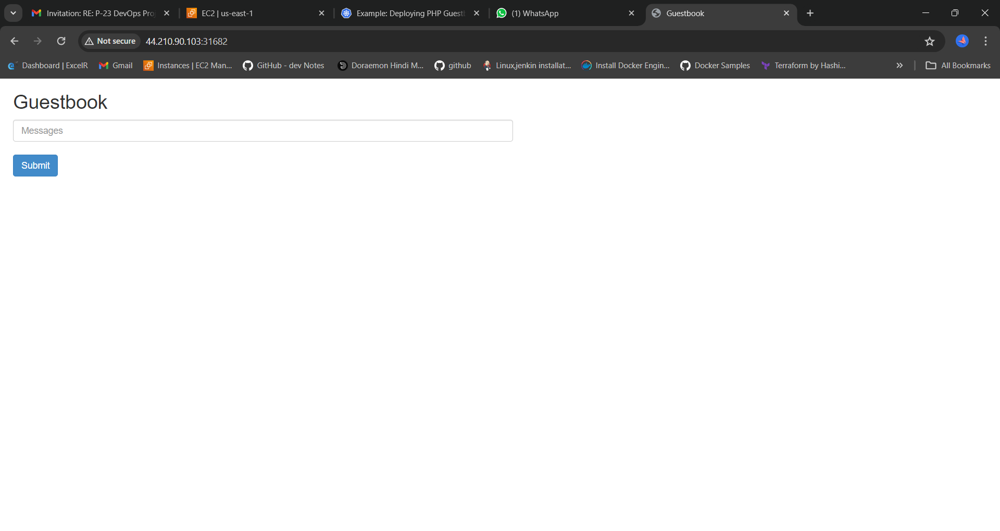 Invitation: RE: P-23 DevOps Pro
EC2 | us-east-1
Example: Deploying PHP Guest
(1) WhatsApp
Guestbook
Not secure
44.210.90.103:31682
Dashboard | ExcelR
Gmail
Instances | EC2 Man...
GitHub - dev Notes
Doraemon Hindi M...
github
Linux,jenkin installat...
Install Docker Engin...
Docker Samples
Terraform by Hashi...
All Bookmarks
Guestbook
Messages
Submit